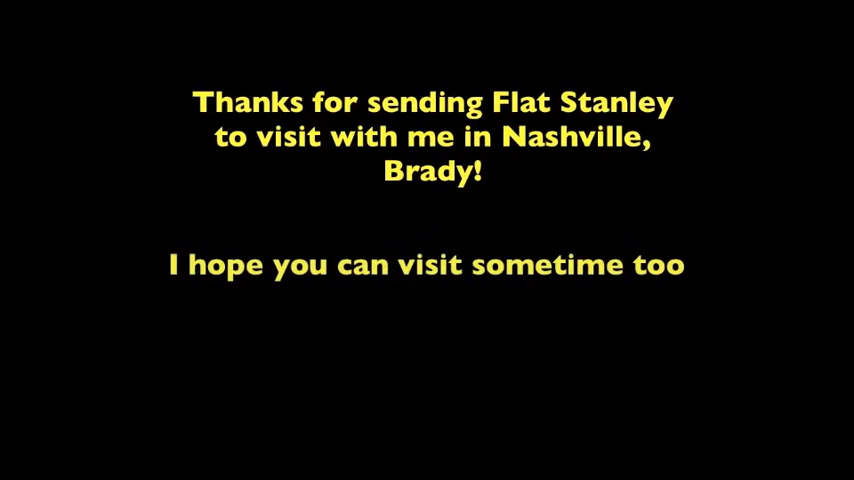 Thanks for sending Flat Stanley
to visit with me in Nashville,
Brady!
I hope you can visit sometime too